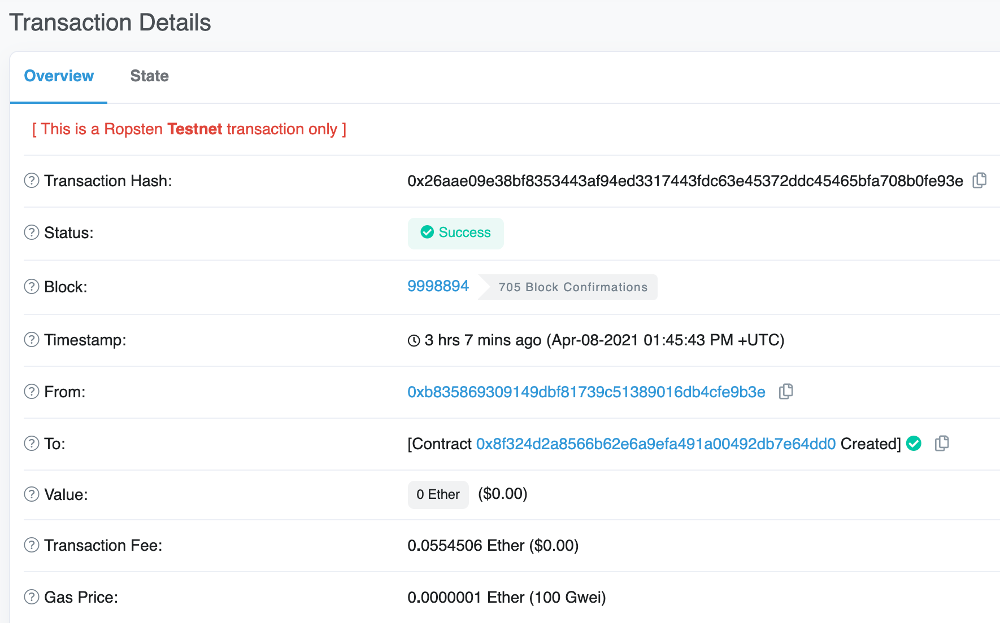 Transaction Details
Overview State
[ This is a Ropsten Testnet transaction only ]
Transaction Hash: 0x26aae09e38bf8353443af94ed3317443fdc63e45372ddc45465bfa708b0fe93e
Status: Success
Block: 9998894 705 Block Confirmations
Timestamp: 3 hrs 7 mins ago (Apr-08-2021 01:45:43 PM +UTC)
From: 0xb835869309149dbf81739c51389016db4cfe9b3e
To: [Contract 0x8f324d2a8566b62e6a9efa491a00492db7e64dd0 Created]
Value: 0 Ether ($0.00)
Transaction Fee: 0.0554506 Ether ($0.00)
Gas Price: 0.0000001 Ether (100 Gwei)